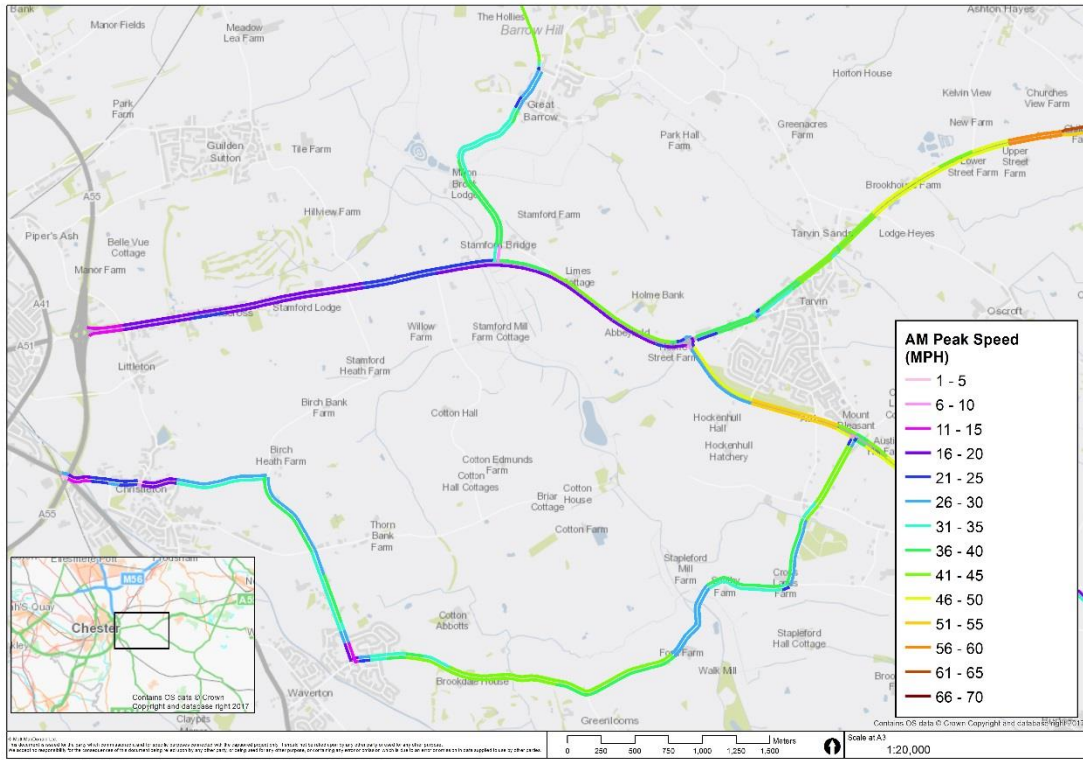 Bank
Manor Fields
Meadow
Lea Farm
The Hollies
Barrow Hill
Ashton Hayes
Horton House
Kelvin View
Churches
View Farm
New Farm
Park
Farm
Great
Barrow
Greenacres
Farm
Park Hall
Farm
Guilden
Sutton
Tile Farm
Upper
Street
Farm
Lower
Street Farm
Brookhouse Farm
Lodge
A55
Hillview Farm
Stamford Farm
Tarvin Sands
Lodge-Heyes
Piper's Ash
Belle Vue
Cottage
Stamford Bridge
Manor Farm
Limes
Cottage
Holme Bank
Tarvin
Oscroft
A41
Stamford Lodge
A51
Willow
Farm
Stamford Mill
Farm Cottage
Abbeyfield
Street Farm
Littleton
Stamford
Heath Farm
Birch Bank
Farm
Cotton Hall
Hockenhull
Hall
Mount
Pleasant
Hockenhull
Hatchery
Birch
Heath Farm
Cotton Edmunds
Farm
Cotton
Hall Cottages
Cotton
House
Christleton
Briar
Cottage
A55
Thorn
Bank
Farm
Cotton Farm
Stapleford
Mill
Farm
Farm
Cotton
Abbotts
Stapleford
Hall Cottage
Ford Farm
Walk Mill
Waverton
Brookdale House
Greenlooms
AM Peak Speed
(MPH)
1 - 5
6 - 10
11 - 15
16 - 20
21 - 25
26 - 30
31 - 35
36 - 40
41 - 45
46 - 50
51 - 55
56 - 60
61 - 65
66 - 70
M56
Chester
Contains OS data © Crown
Copyright and database right 2017
Claypits
Contains OS data © Crown Copyright and database right 2017
0 250 500 750 1,000 1,250 1,500 Meters
Scale at A3
1:20,000